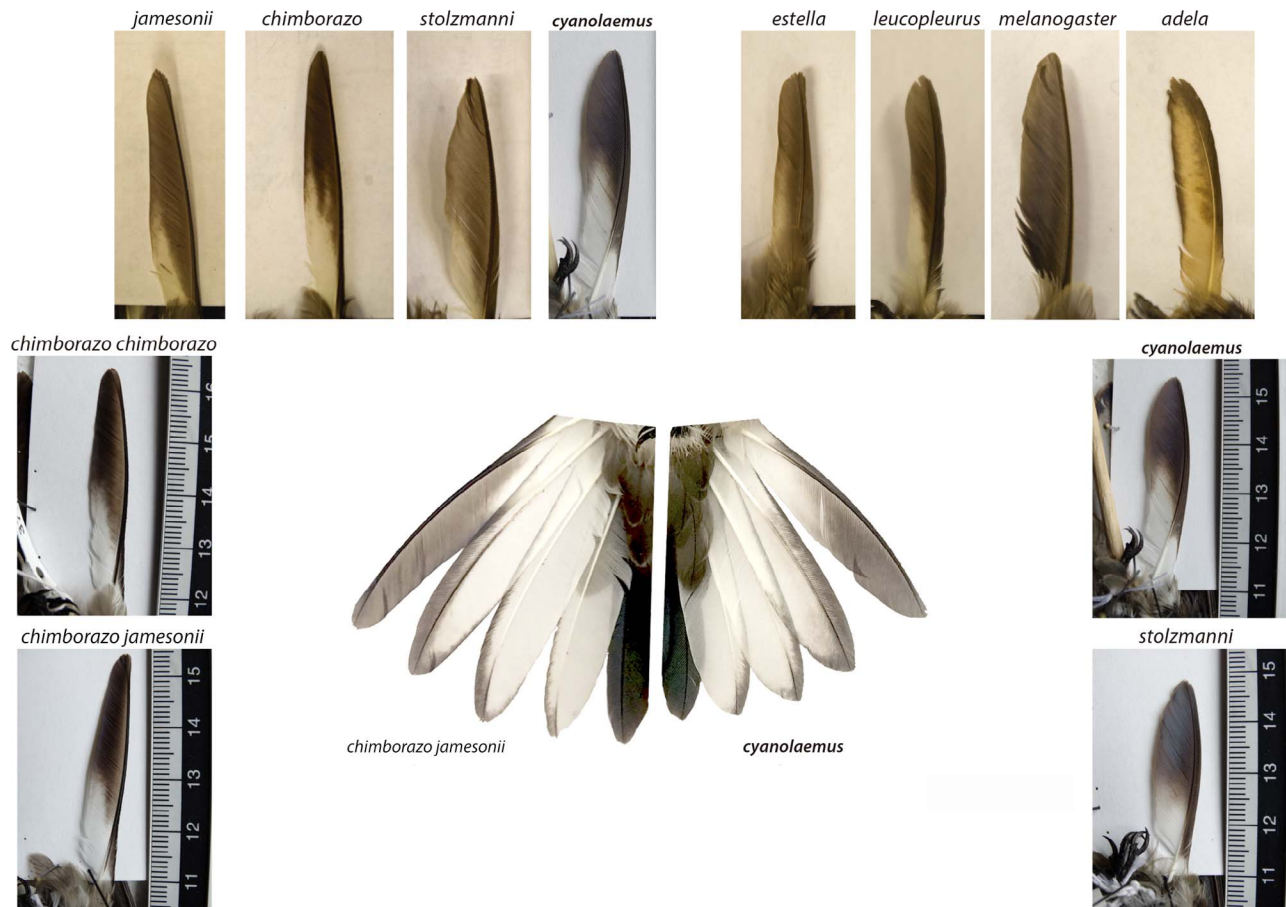 jamesonii
chimborazo
stolzmanni
cyanolaemus
estella
leucopleurus
melanogaster
adela
chimborazo chimborazo
16
15
14
13
12
cyanolaemus
15
14
13
12
11
chimborazo jamesonii
15
14
13
12
11
stolzmanni
15
14
13
12
11
chimborazo jamesonii
cyanolaemus